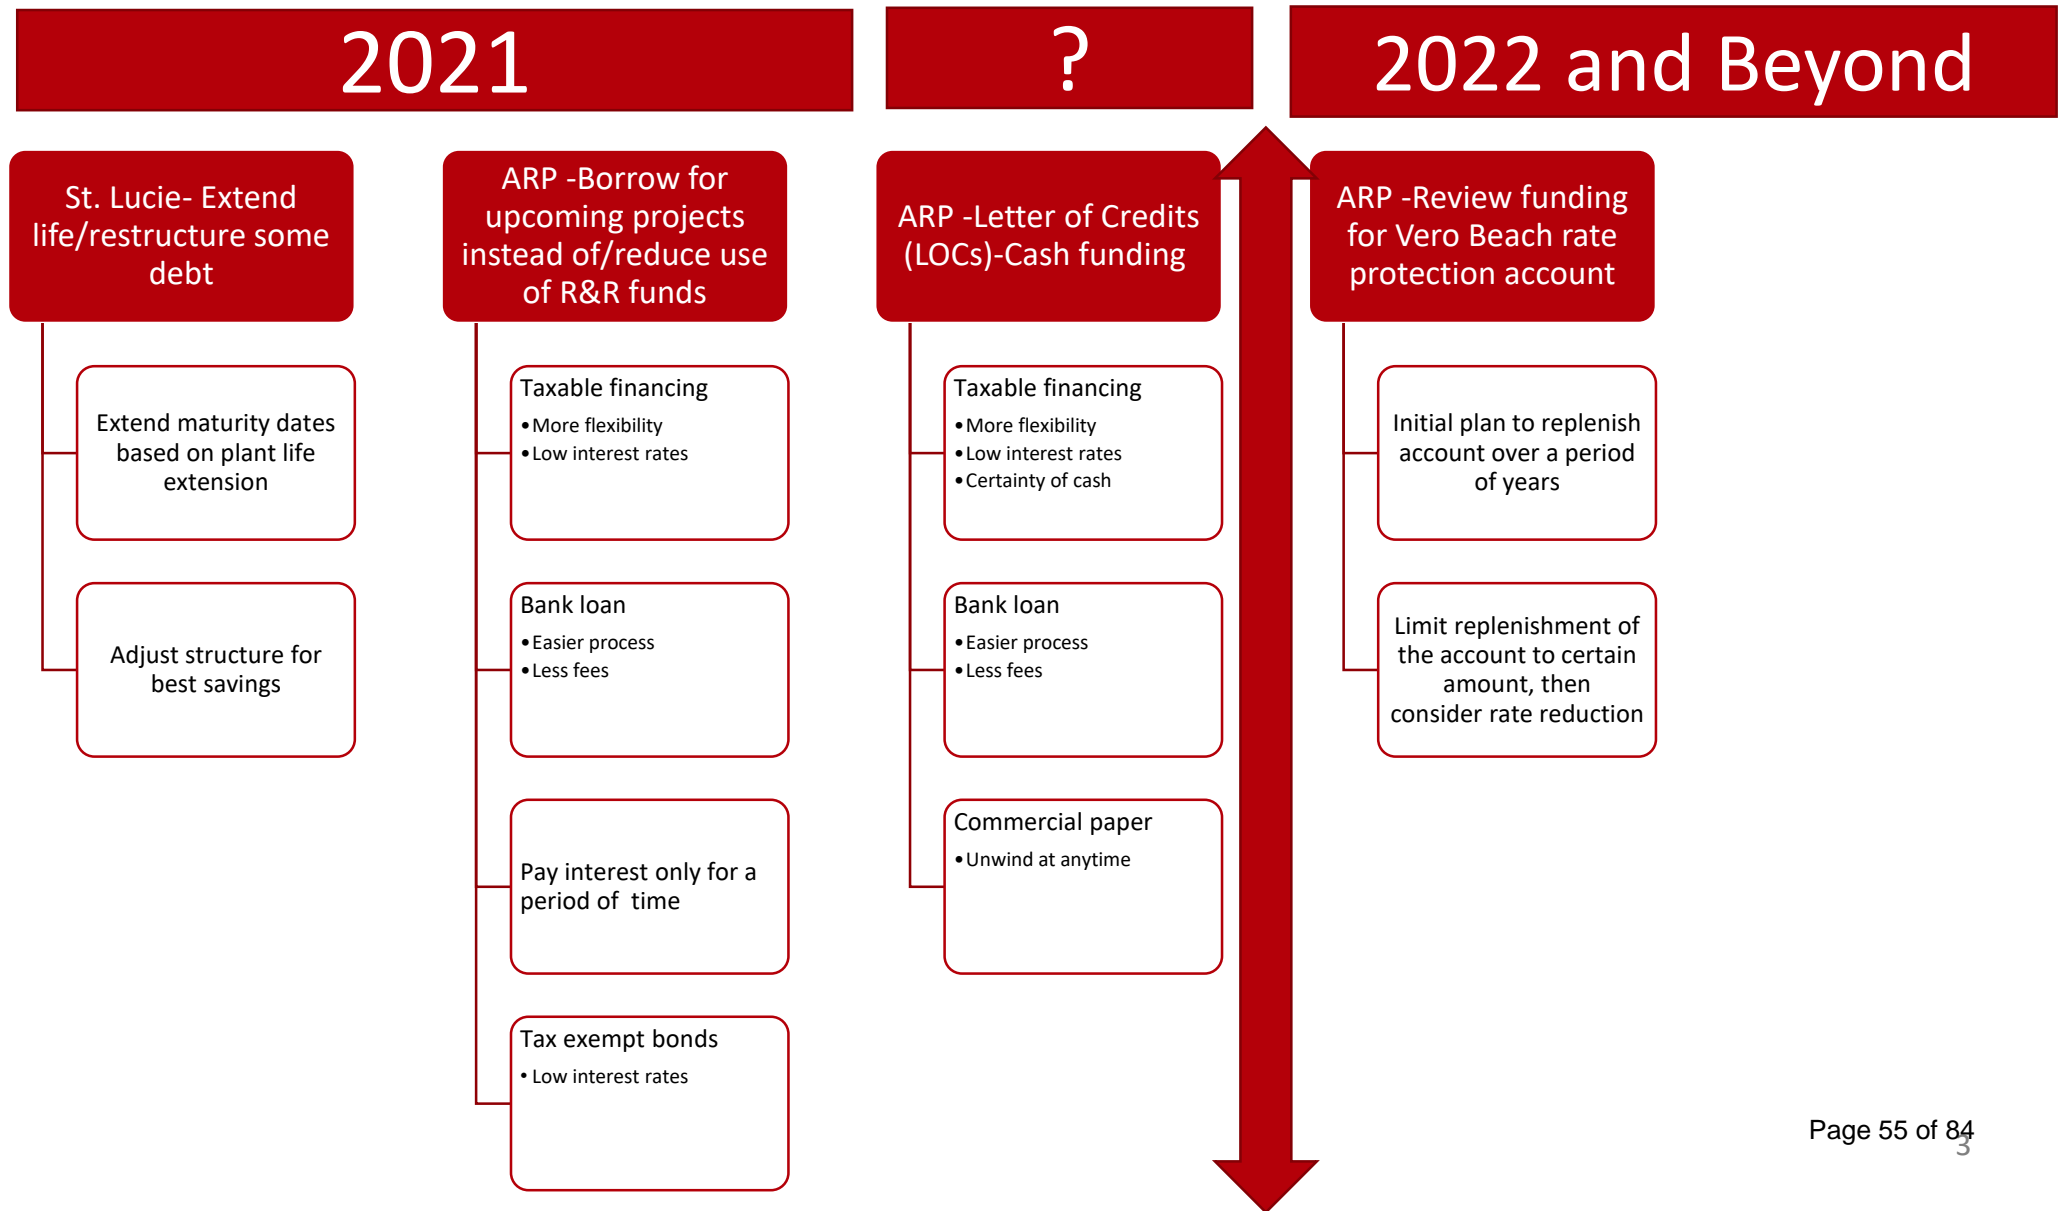 2021
?
2022 and Beyond
St. Lucie- Extend
life/restructure some
debt
Extend maturity dates
based on plant life
extension
Adjust structure for
best savings
ARP -Borrow for
upcoming projects
instead of/reduce use
of R&R funds
Taxable financing
•More flexibility
•Low interest rates
Bank loan
•Easier process
•Less fees
Pay interest only for a
period of  time
Tax exempt bonds
• Low interest rates
ARP -Letter of Credits
(LOCs)-Cash funding
Taxable financing
•More flexibility
•Low interest rates
•Certainty of cash
Bank loan
•Easier process
•Less fees
Commercial paper
•Unwind at anytime
ARP -Review funding
for Vero Beach rate
protection account
Initial plan to replenish
account over a period
of years
Limit replenishment of
the account to certain
amount, then
consider rate reduction
Page 55 of 84
3